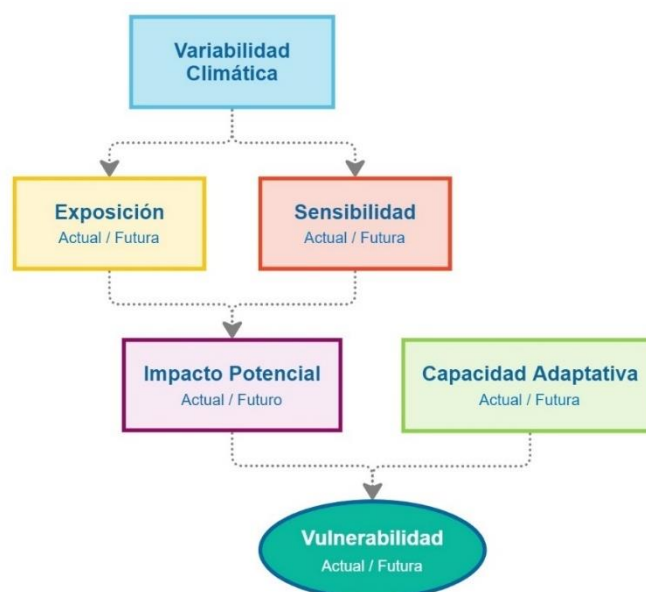 Variabilidad
Climática
Exposición
Actual / Futura
Sensibilidad
Actual / Futura
Impacto Potencial
Actual / Futuro
Capacidad Adaptativa
Actual / Futura
Vulnerabilidad
Actual / Futura